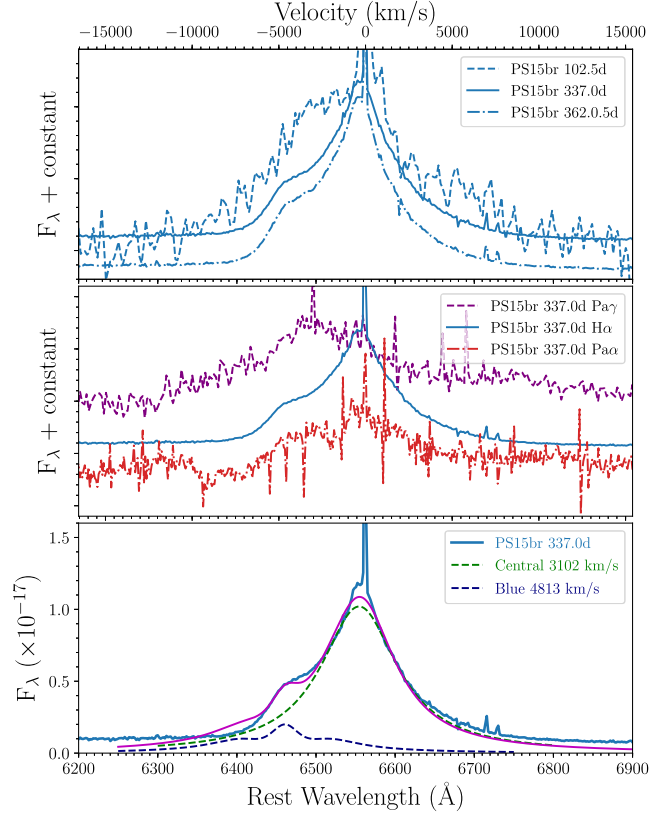 Velocity (km/s)
−15000 −10000 −5000 0 5000 10000 15000
F_λ + constant
PS15br 102.5d
PS15br 337.0d
PS15br 362.0.5d
F_λ + constant
PS15br 337.0d Paγ
PS15br 337.0d Hα
PS15br 337.0d Paα
F_λ (×10⁻¹⁷)
1.5
1.0
0.5
0.0
PS15br 337.0d
Central 3102 km/s
Blue 4813 km/s
6200 6300 6400 6500 6600 6700 6800 6900
Rest Wavelength (Å)